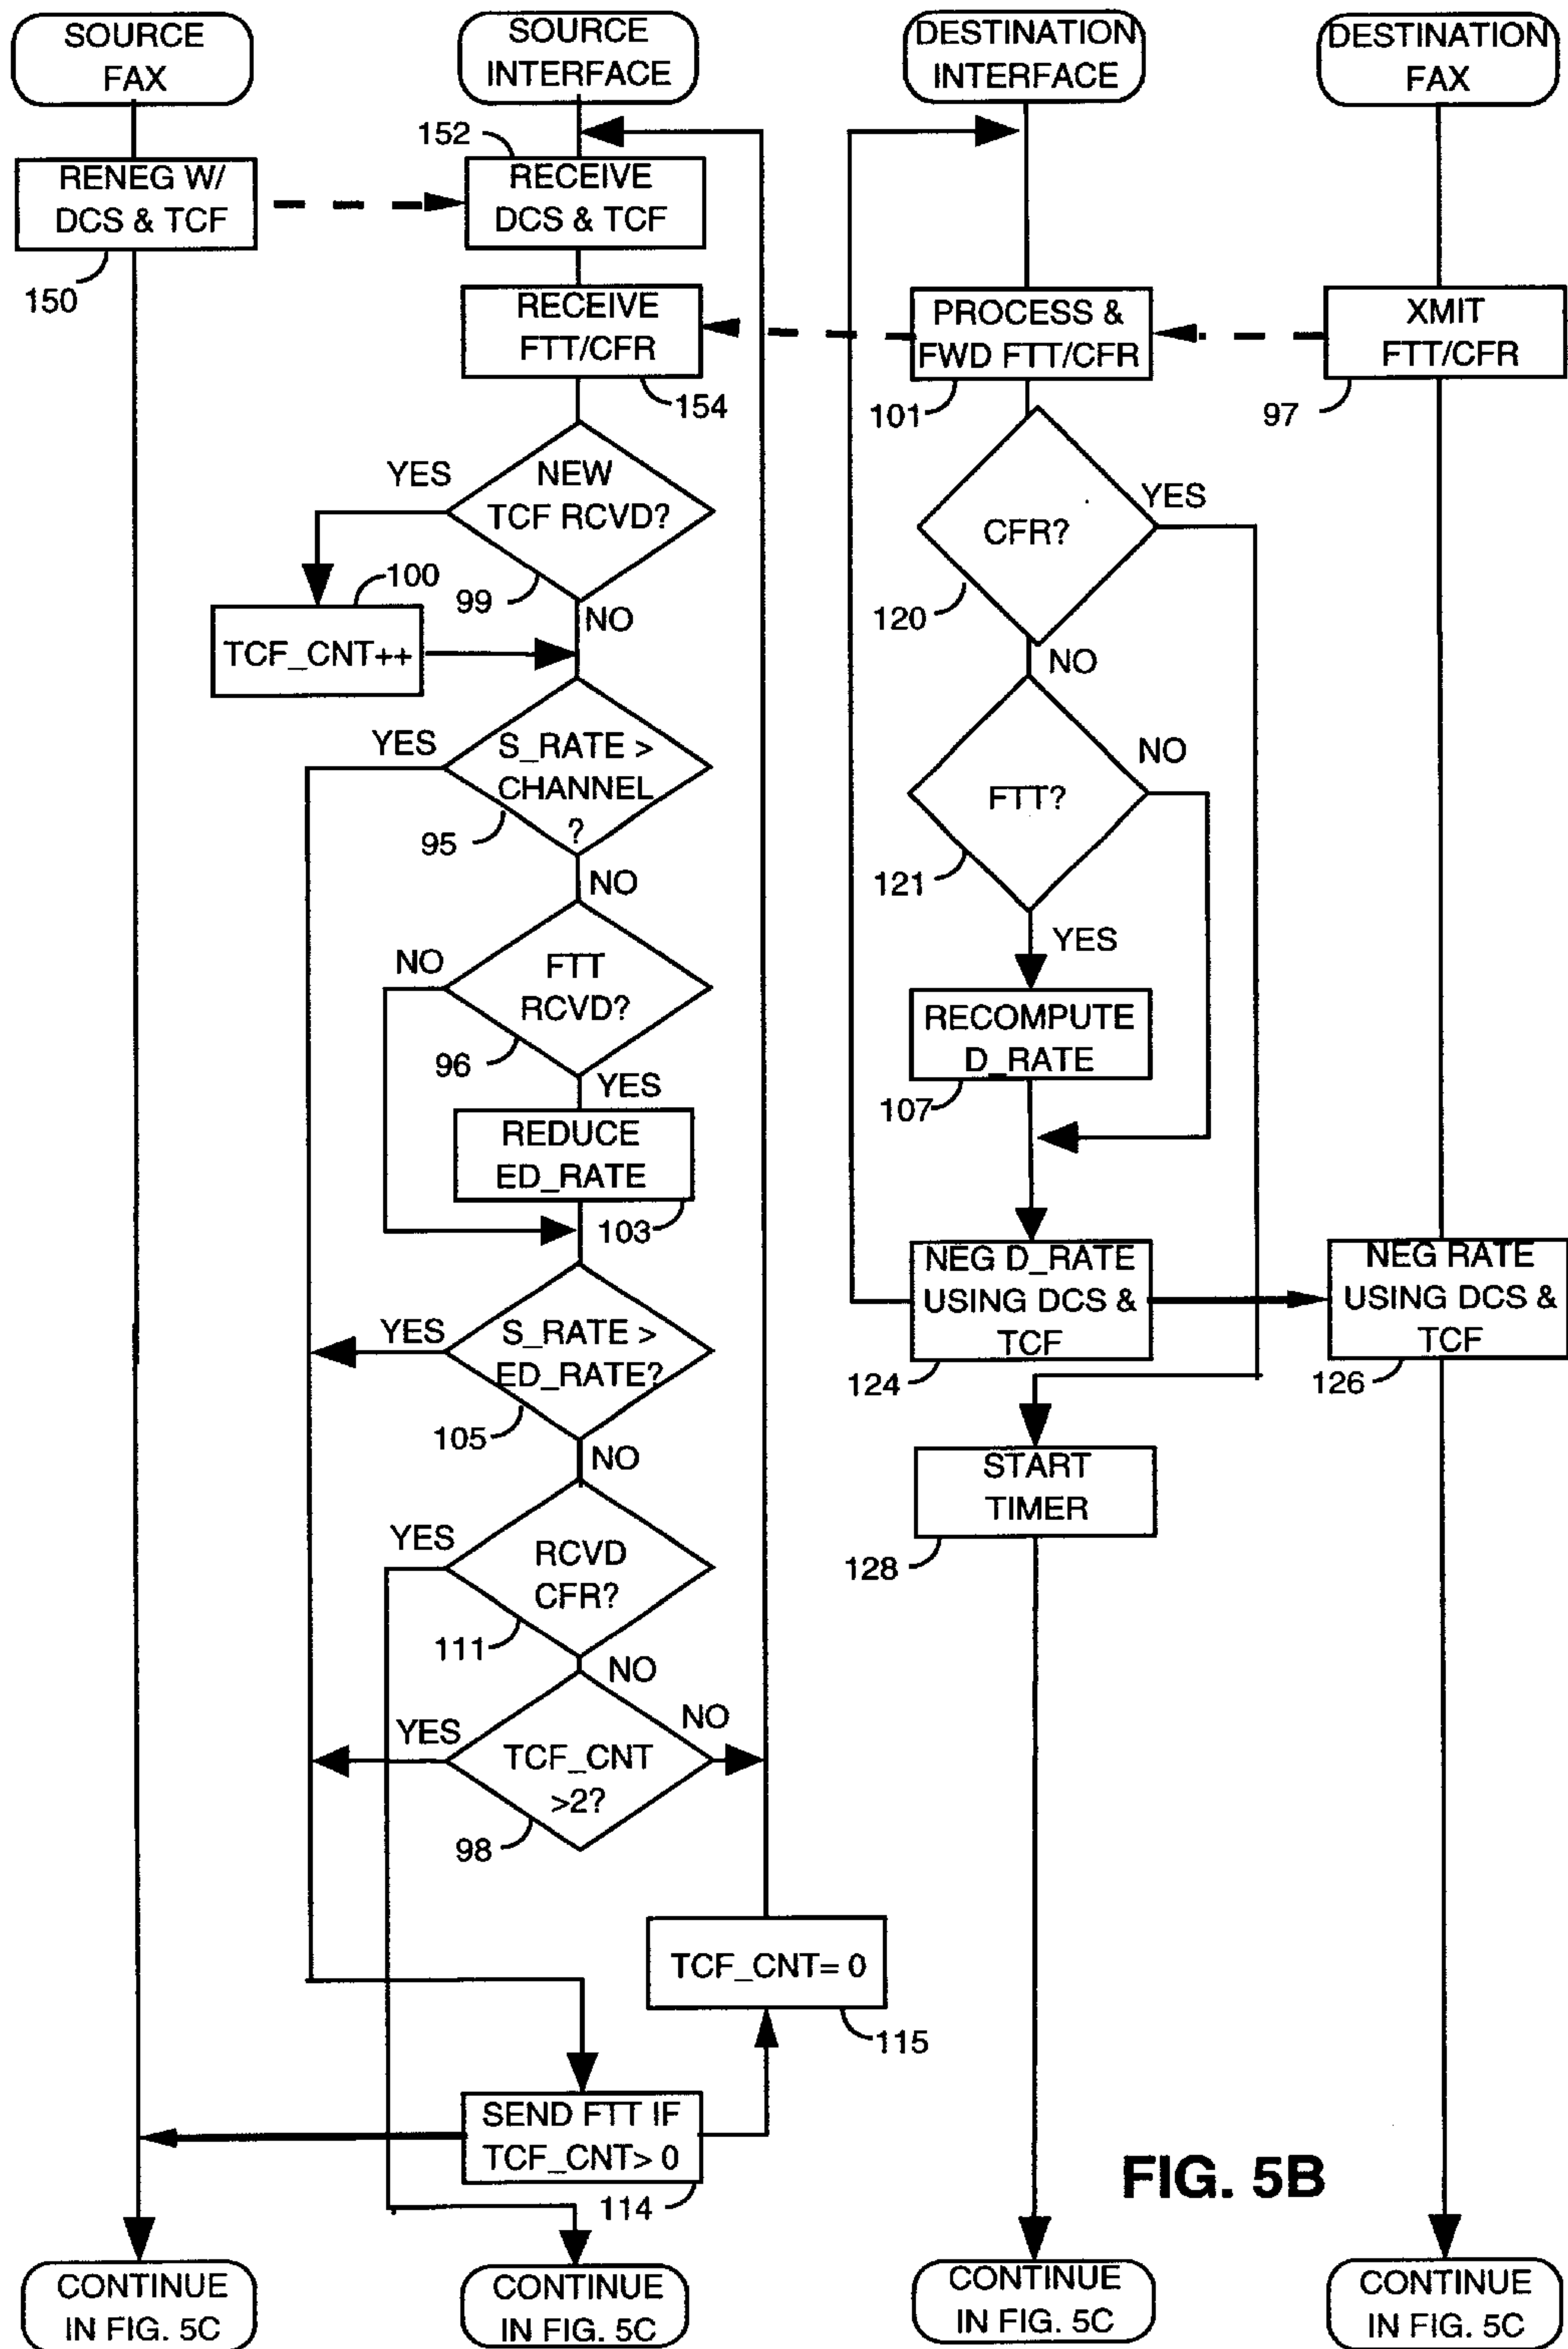 SOURCE
FAX
SOURCE
INTERFACE
DESTINATION
INTERFACE
DESTINATION
FAX
152
RENEG W/
DCS & TCF
150
RECEIVE
DCS & TCF
RECEIVE
FTT/CFR
154
PROCESS &
FWD FTT/CFR
101
XMIT
FTT/CFR
97
YES
NEW
TCF RCVD?
99
NO
100
TCF_CNT++
YES
CFR?
120
NO
YES
S_RATE >
CHANNEL
?
95
NO
NO
FTT?
121
YES
NO
FTT
RCVD?
96
YES
RECOMPUTE
D_RATE
107
REDUCE
ED_RATE
103
NEG D_RATE
USING DCS &
TCF
124
NEG RATE
USING DCS &
TCF
126
YES
S_RATE >
ED_RATE?
105
NO
START
TIMER
128
YES
RCVD
CFR?
111
NO
YES
NO
TCF_CNT
>2?
98
TCF_CNT= 0
115
SEND FTT IF
TCF_CNT> 0
114
FIG. 5B
CONTINUE
IN FIG. 5C
CONTINUE
IN FIG. 5C
CONTINUE
IN FIG. 5C
CONTINUE
IN FIG. 5C